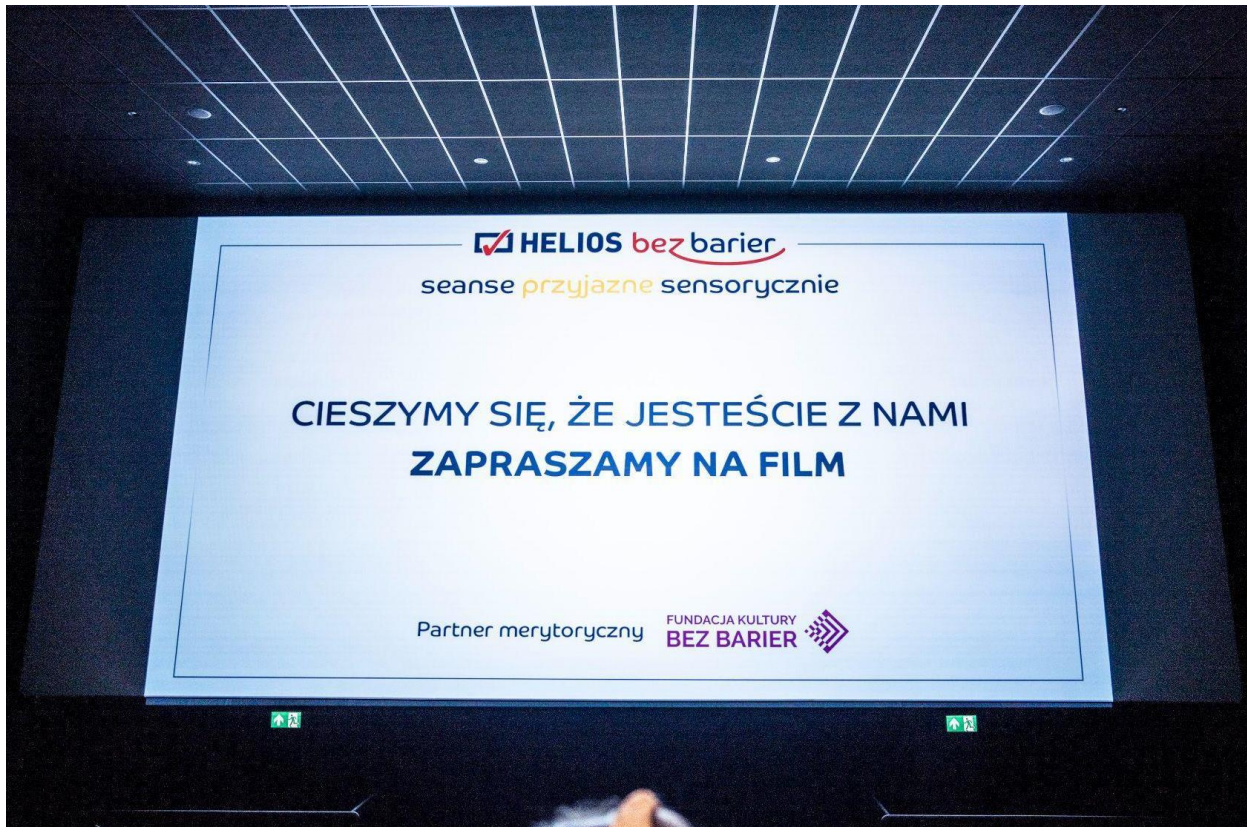 HELIOS bez barier
seanse przyjazne sensorycznie
CIESZYMY SIĘ, ŻE JESTEŚCIE Z NAMI
ZAPRASZAMY NA FILM
Partner merytoryczny
FUNDACJA KULTURY
BEZ BARIER